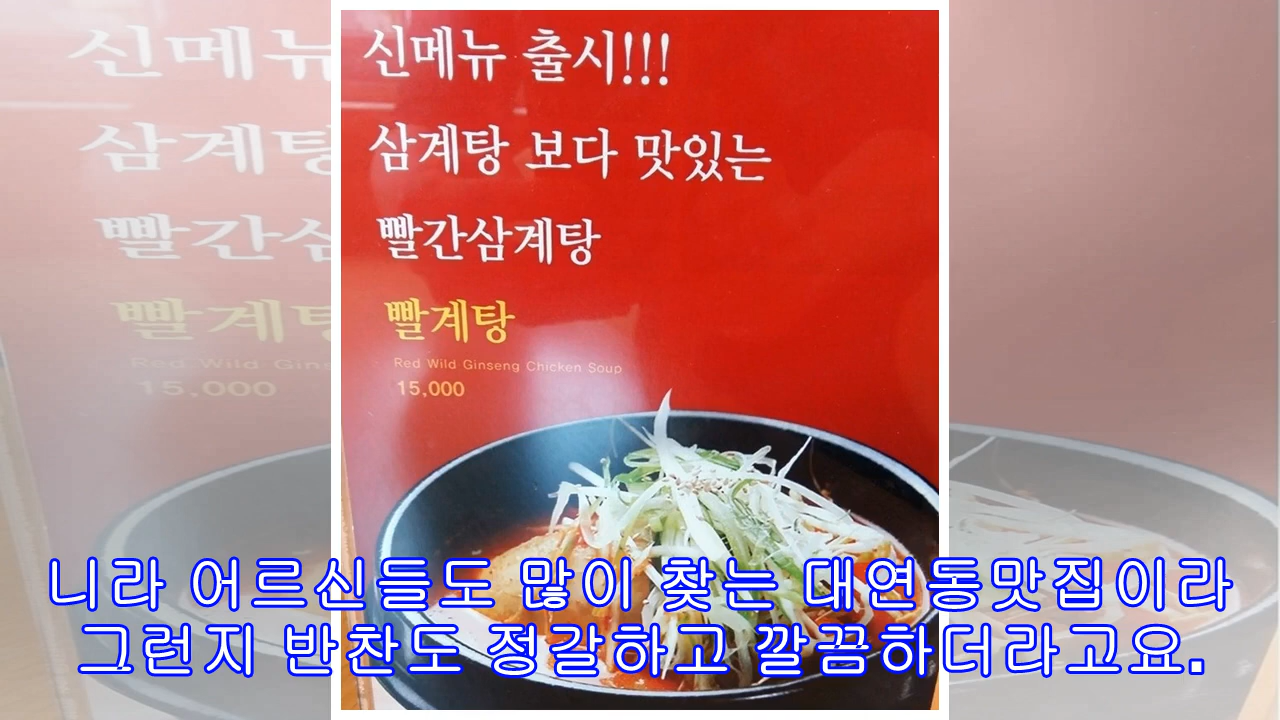 신메뉴 출시!!!
삼계탕 보다 맛있는
빨간삼계탕
빨계탕
Red Wild Ginseng Chicken Soup
15,000
니라 어르신들도 많이 찾는 대연동맛집이라
그런지 반찬도 정갈하고 깔끔하더라고요.